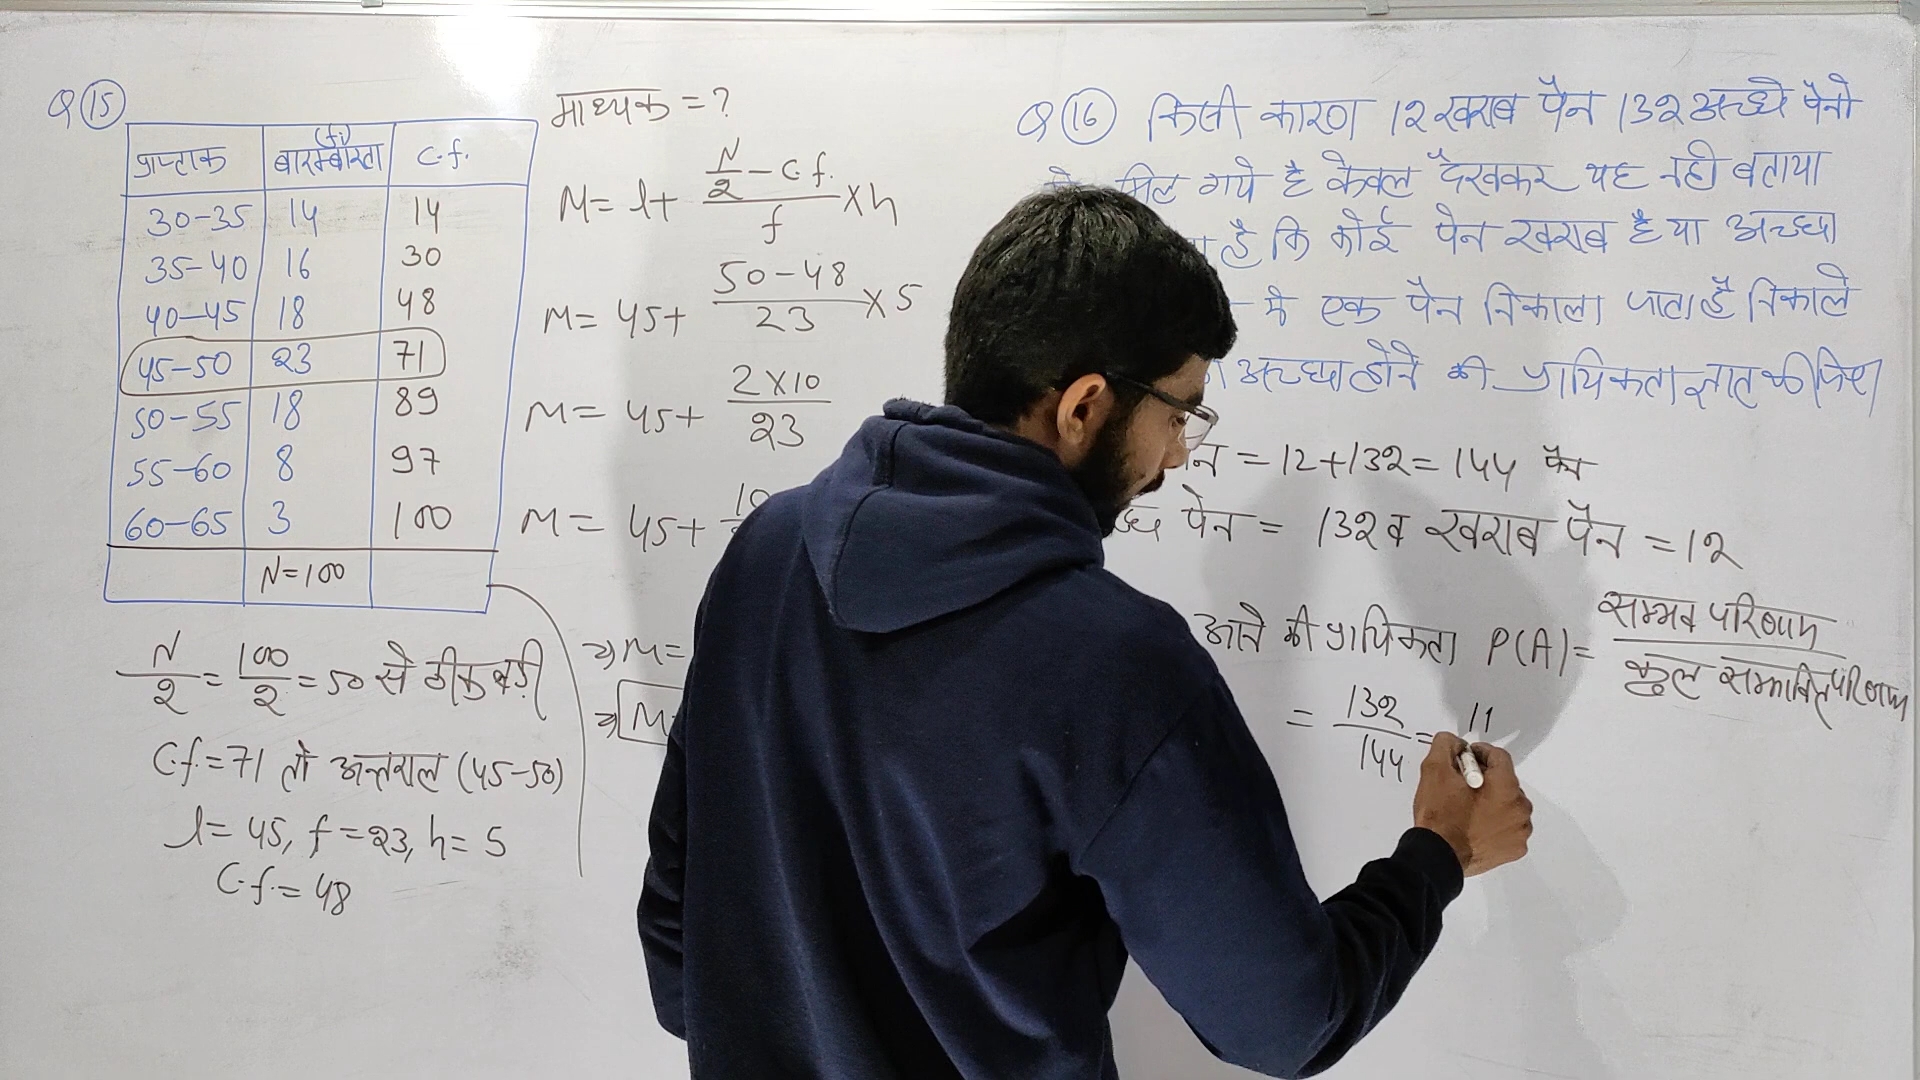 Q 15
प्राप्तांक बारम्बारता (fi) C.f.
30-35 14 14
35-40 16 30
40-45 18 48
45-50 23 71
50-55 18 89
55-60 8 97
60-65 3 100
N=100
N/2 = 100/2 = 50 से ठीक बड़ी
C.f.=71 तो अन्तराल (45-50)
l=45, f=23, h=5
C.f.=48
माध्यक = ?
M= l+ (N/2 - C.f.)/f ×h
M= 45+ (50-48)/23 ×5
M= 45+ 2×10/23
M= 45+ 10
⇒ M=
⇒ M=
Q 16 किसी कारण 12 खराब पैन 132 अच्छे पैनो
मिल गये है केवल देखकर यह नही बताया
है कि कोई पेन खराब है या अच्छा
मे एक पैन निकाला जाता है निकाले
अच्छा होने की प्रायिकता ज्ञात कीजिए
न = 12+132 = 144 पेन
पेन = 132 व खराब पेन = 12
आने की प्रायिकता P(A)= सम्भव परिणाम / कुल सम्भावित परिणाम
= 132/144 = 11